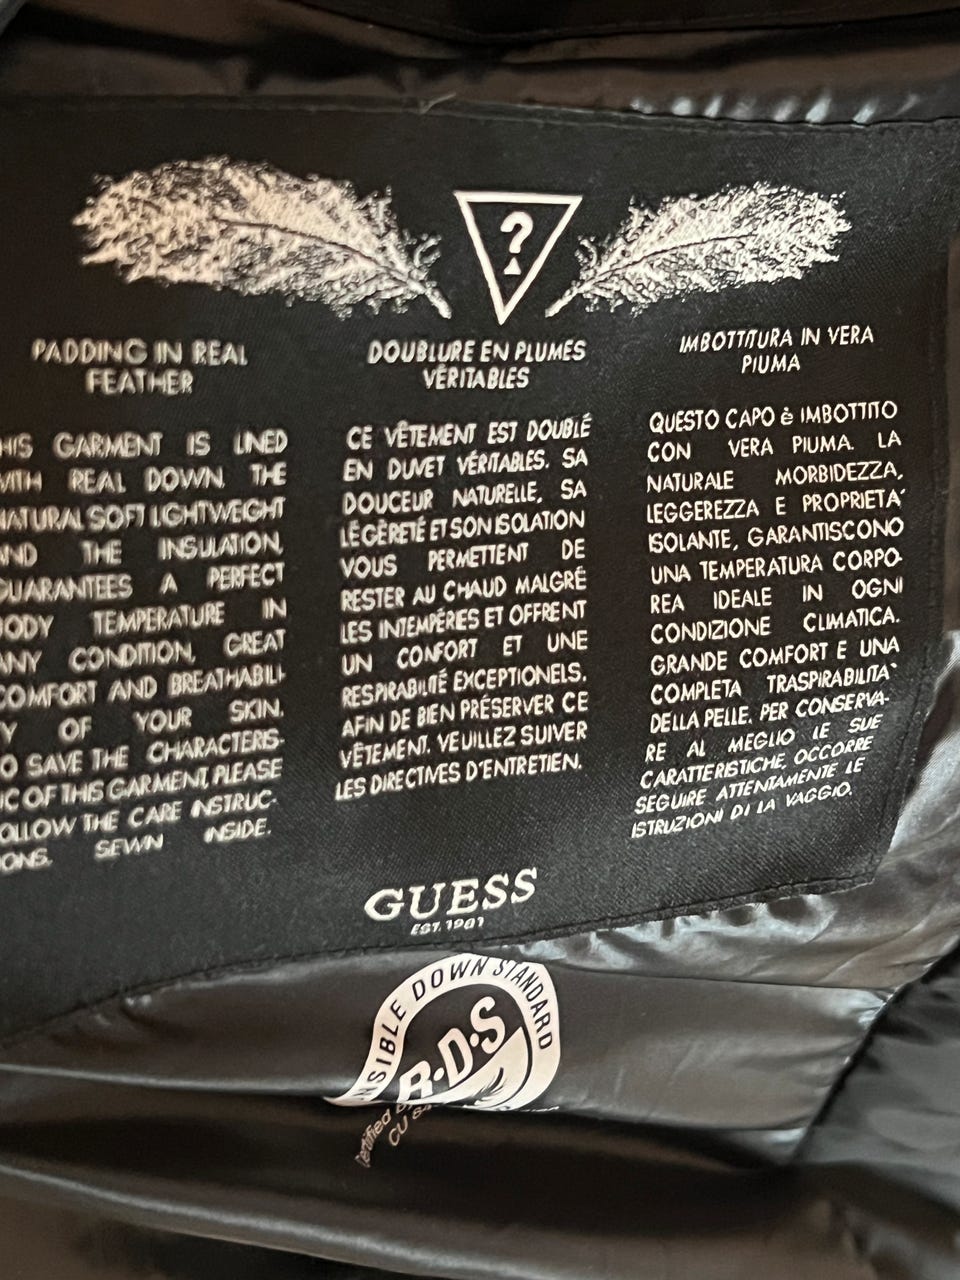 ?
PADDING IN REAL
FEATHER
HIS GARMENT IS LINED
WITH REAL DOWN. THE
NATURAL SOFT LIGHTWEIGHT
AND THE INSULATION,
GUARANTEES A PERFECT
BODY TEMPERATURE IN
ANY CONDITION, GREAT
COMFORT AND BREATHABILI-
Y OF YOUR SKIN.
O SAVE THE CHARACTERIS-
IC OF THIS GARMENT, PLEASE
OLLOW THE CARE INSTRUC-
ONS. SEWN INSIDE.
DOUBLURE EN PLUMES
VÉRITABLES
CE VÊTEMENT EST DOUBLÉ
EN DUVET VÉRITABLES. SA
DOUCEUR NATURELLE, SA
LÉGÈRETÉ ET SON ISOLATION
VOUS PERMETTENT DE
RESTER AU CHAUD MALGRÉ
LES INTEMPÉRIES ET OFFRENT
UN CONFORT ET UNE
RESPIRABILITÉ EXCEPTIONELS.
AFIN DE BIEN PRÉSERVER CE
VÊTEMENT, VEUILLEZ SUIVER
LES DIRECTIVES D'ENTRETIEN.
IMBOTTITURA IN VERA
PIUMA
QUESTO CAPO è IMBOTTITO
CON VERA PIUMA. LA
NATURALE MORBIDEZZA,
LEGGEREZZA E PROPRIETA'
ISOLANTE, GARANTISCONO
UNA TEMPERATURA CORPO-
REA IDEALE IN OGNI
CONDIZIONE CLIMATICA.
GRANDE COMFORT E UNA
COMPLETA TRASPIRABILITA'
DELLA PELLE. PER CONSERVA-
RE AL MEGLIO LE SUE
CARATTERISTICHE, OCCORRE
SEGUIRE ATTENTAMENTE LE
ISTRUZIONI DI LA VAGGIO.
GUESS
EST. 1981
NSIBLE DOWN STANDARD
R·D·S
Certified
CU